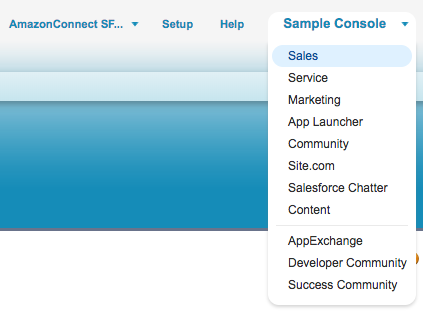 AmazonConnect SF... Setup Help Sample Console
Sales
Service
Marketing
App Launcher
Community
Site.com
Salesforce Chatter
Content
AppExchange
Developer Community
Success Community